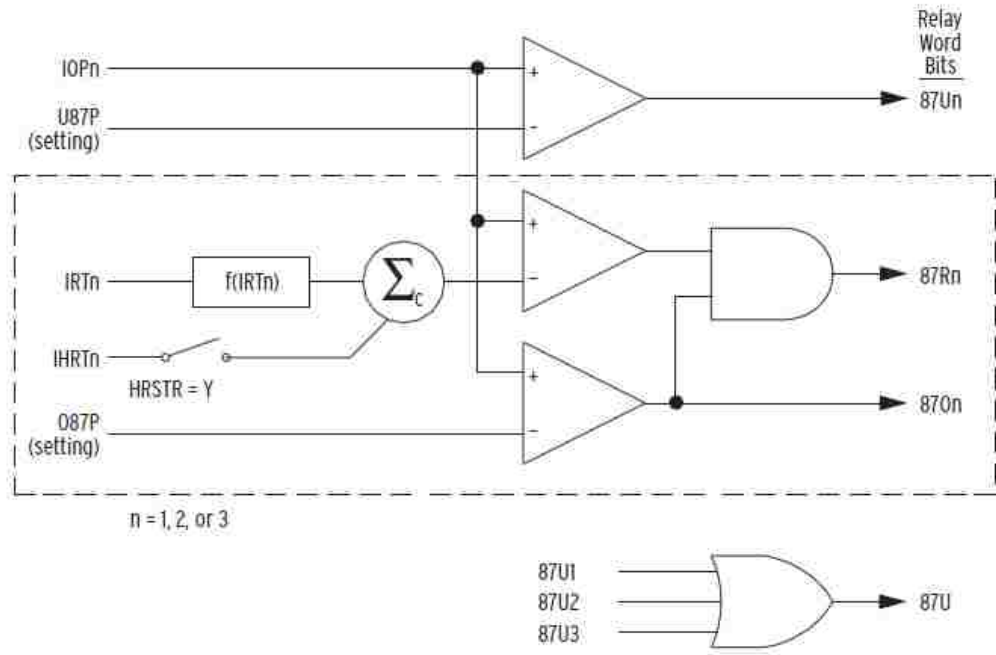 Relay
Word
Bits
IOPn
+
87Un
U87P
(setting)
-
+
IRTn
f(IRTn)
Σc
-
87Rn
IHRTn
HRSTR = Y
+
87On
O87P
(setting)
-
n = 1, 2, or 3
87U1
87U2
87U
87U3